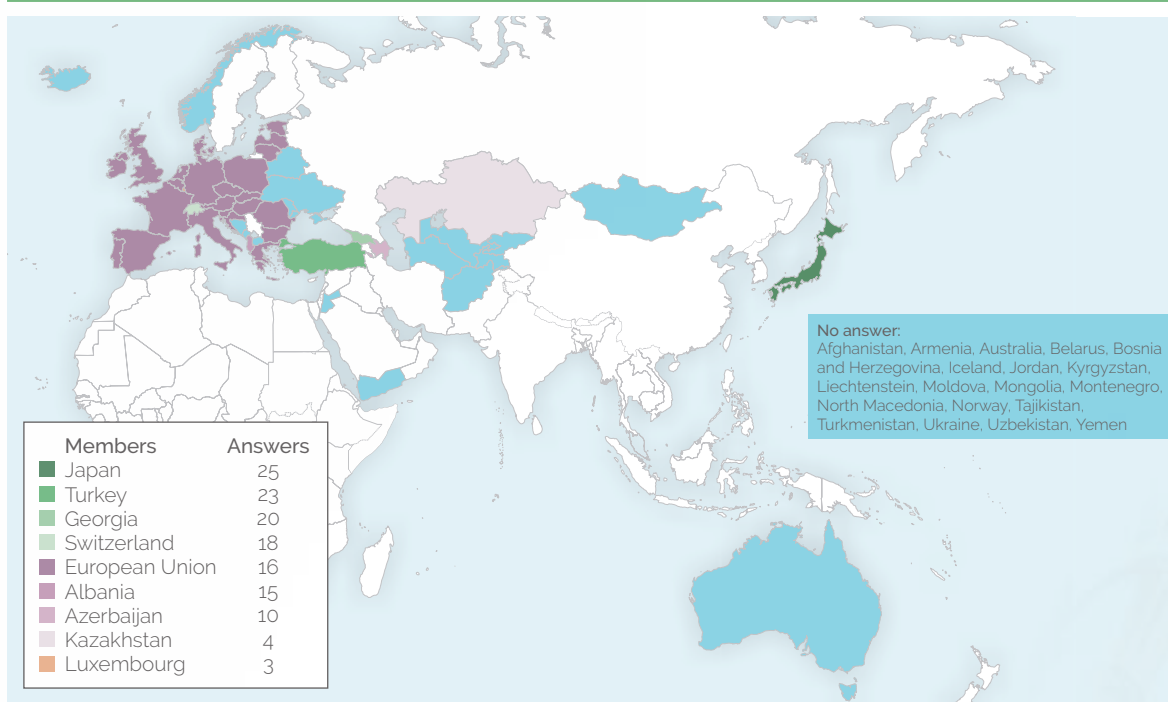 No answer:
Afghanistan, Armenia, Australia, Belarus, Bosnia
and Herzegovina, Iceland, Jordan, Kyrgyzstan,
Liechtenstein, Moldova, Mongolia, Montenegro,
North Macedonia, Norway, Tajikistan,
Turkmenistan, Ukraine, Uzbekistan, Yemen
Members Answers
Japan 25
Turkey 23
Georgia 20
Switzerland 18
European Union 16
Albania 15
Azerbaijan 10
Kazakhstan 4
Luxembourg 3